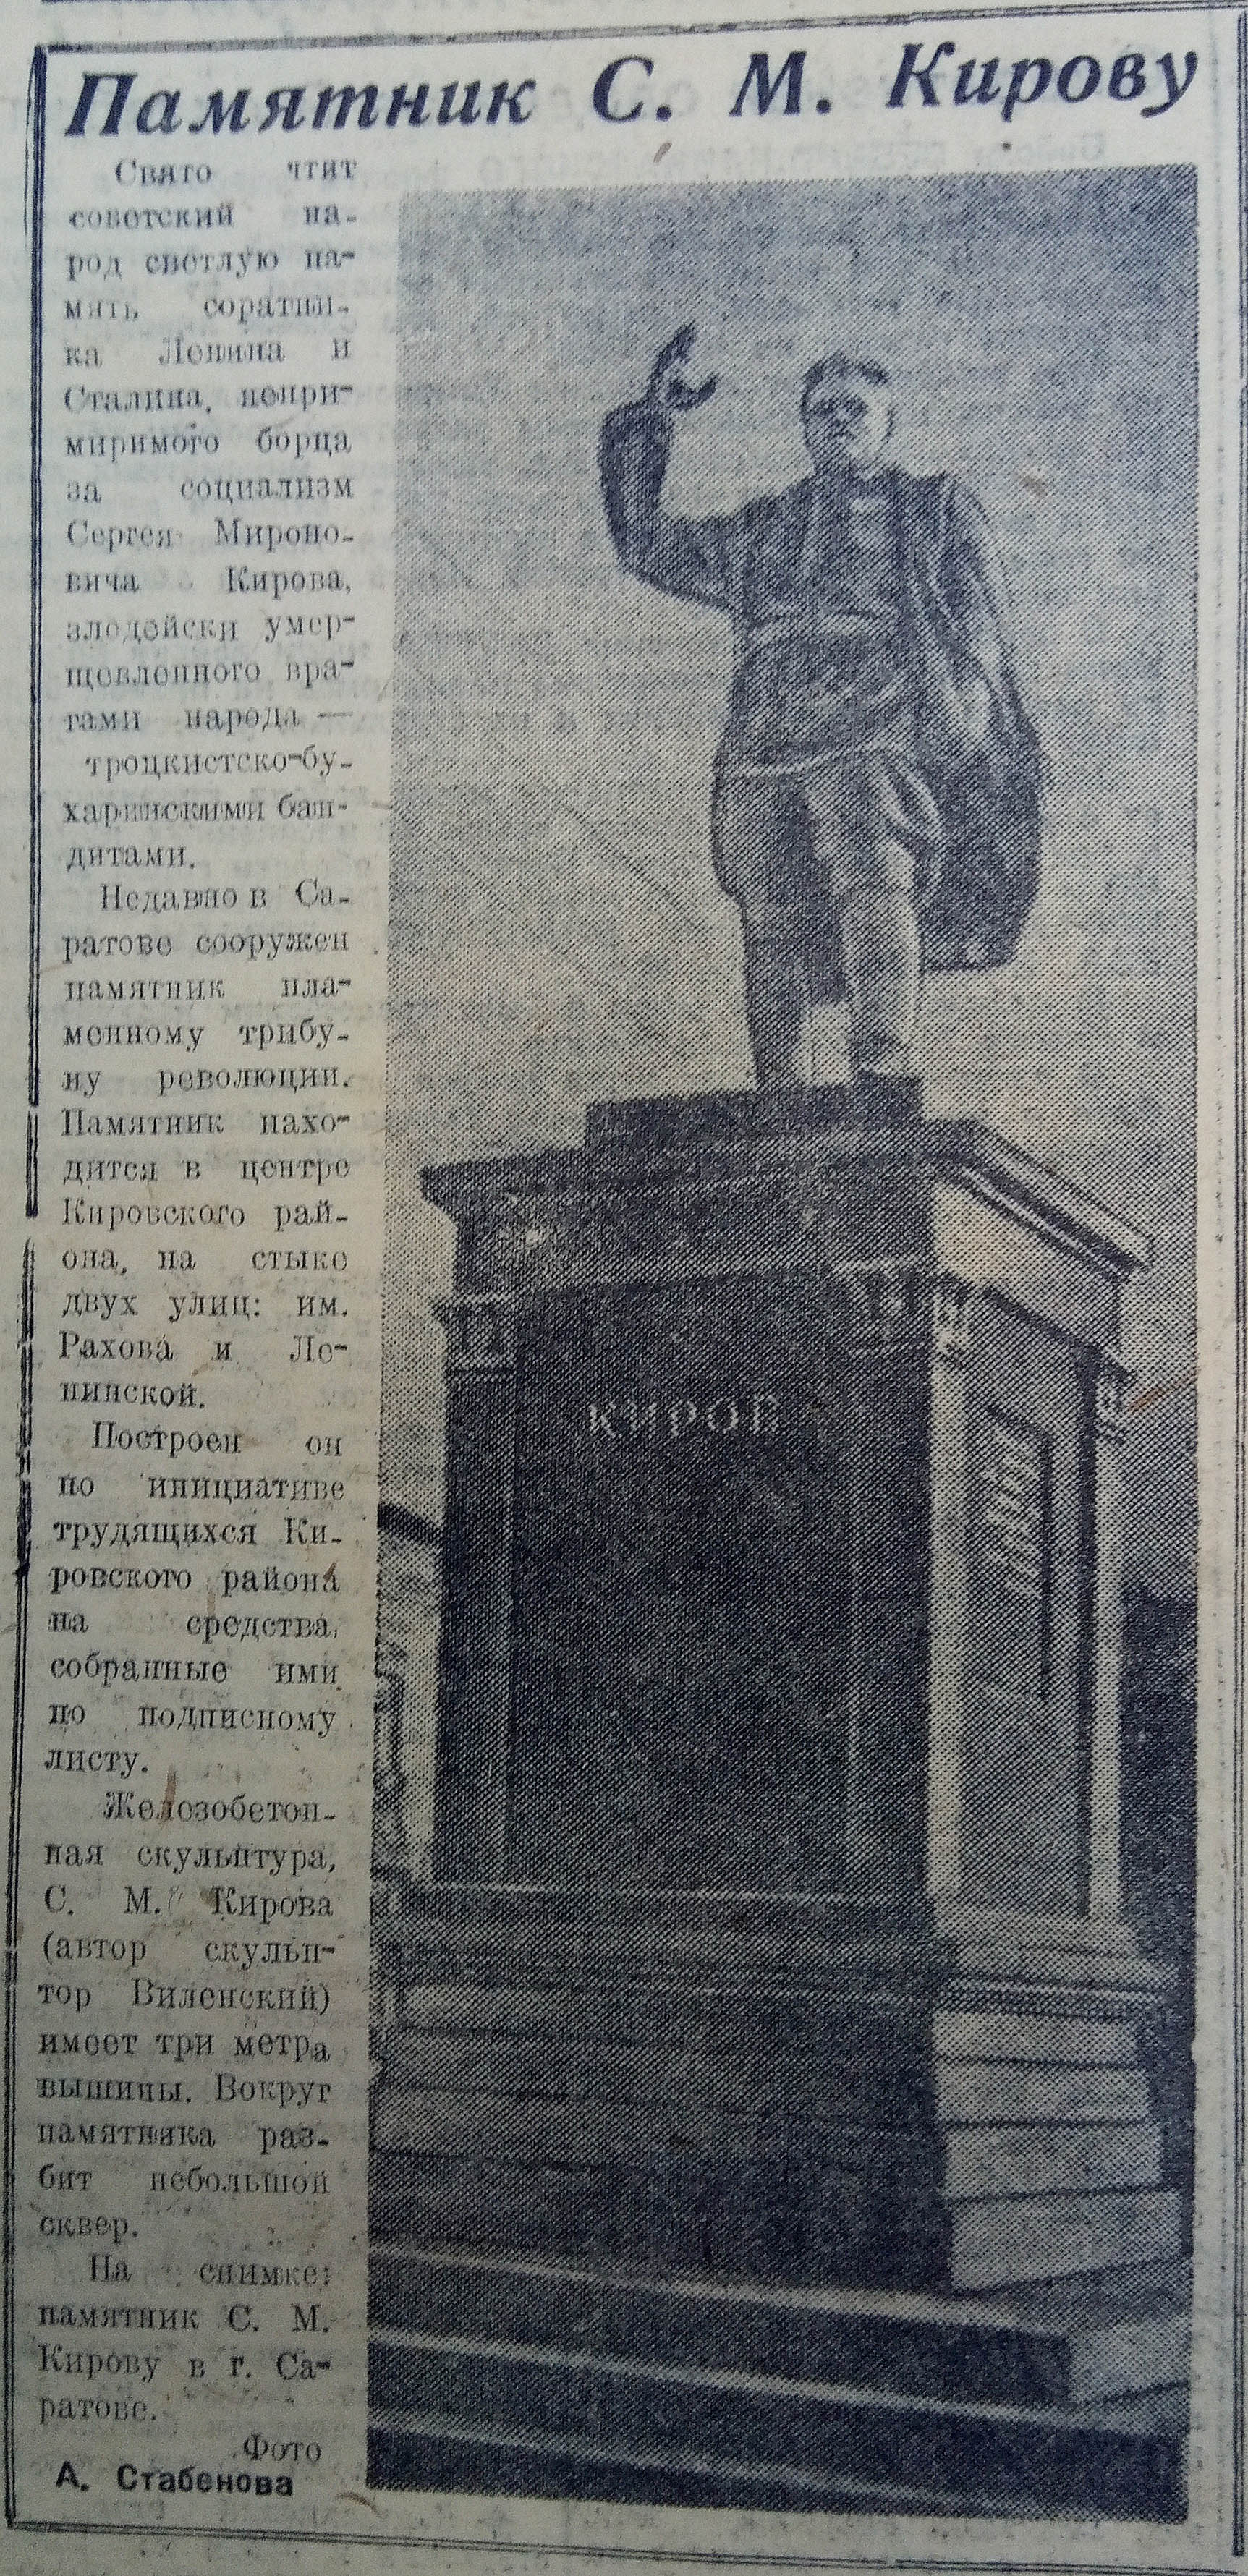 Памятник С. М. Кирову
Свято чтит
советский на-
род светлую па-
мять соратни-
ка Ленина и
Сталина, непри-
миримого борца
за социализм
Сергея Мироно-
вича Кирова,
злодейски умер-
щвленного вра-
гами народа —
троцкистско-бу-
харинскими бан-
дитами.
Недавно в Са-
ратове сооружен
памятник пла-
менному трибу-
ну революции.
Памятник нахо-
дится в центре
Кировского рай-
она, на стыке
двух улиц: им.
Рахова и Ле-
нинской.
Построен он
по инициативе
трудящихся Ки-
ровского района
на средства,
собранные ими
по подписному
листу.
Железобетон-
ная скульптура,
С. М. Кирова
(автор скульп-
тор Виленский)
имеет три метра
вышины. Вокруг
памятника раз-
бит небольшой
сквер.
На снимке:
памятник С. М.
Кирову в г. Са-
ратове.
Фото
А. Стабенова
КИРОВ